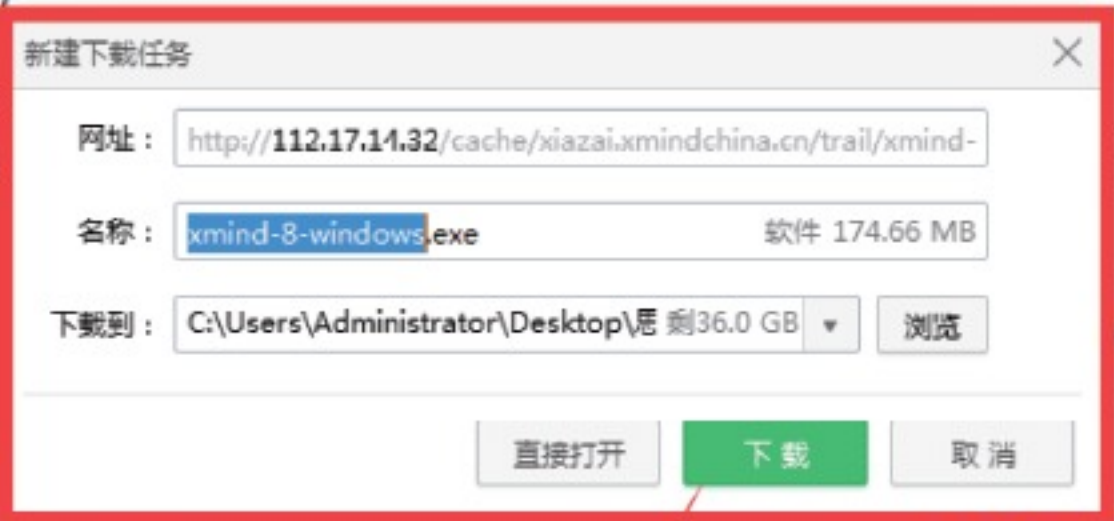 新建下载任务
网址： http://112.17.14.32/cache/xiazai.xmindchina.cn/trail/xmind-
名称： xmind-8-windows.exe 软件 174.66 MB
下载到： C:\Users\Administrator\Desktop\ 剩36.0 GB 浏览
直接打开 下载 取消